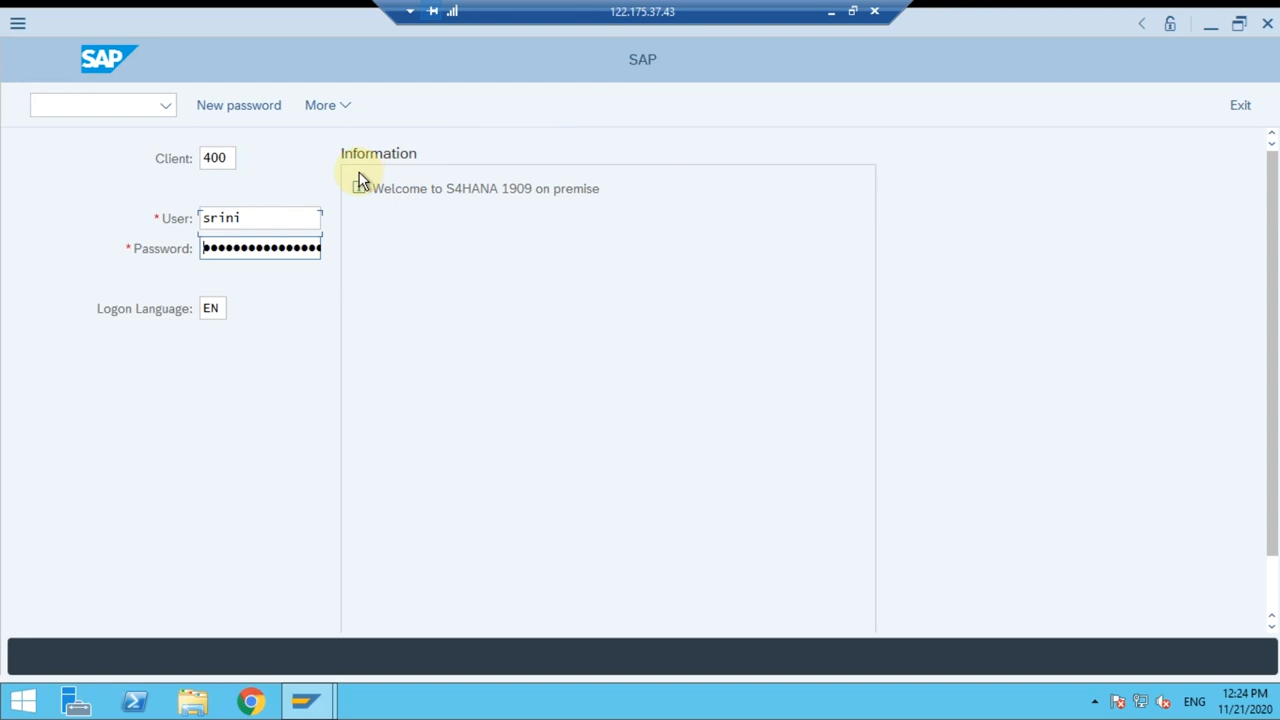 122.175.37.43
SAP
SAP
New password
More
Exit
Client: 400
Information
Welcome to S4HANA 1909 on premise
* User: srini
* Password: ●●●●●●●●●●●●●●●●
Logon Language: EN
ENG
12:24 PM
11/21/2020